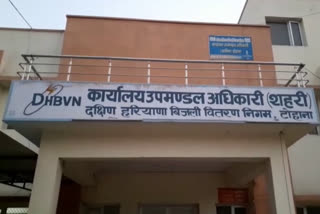 DHBVN कार्यालय उपमण्डल अधिकारी (शहरी)
दक्षिण हरियाणा बिजली वितरण निगम, टोहाना